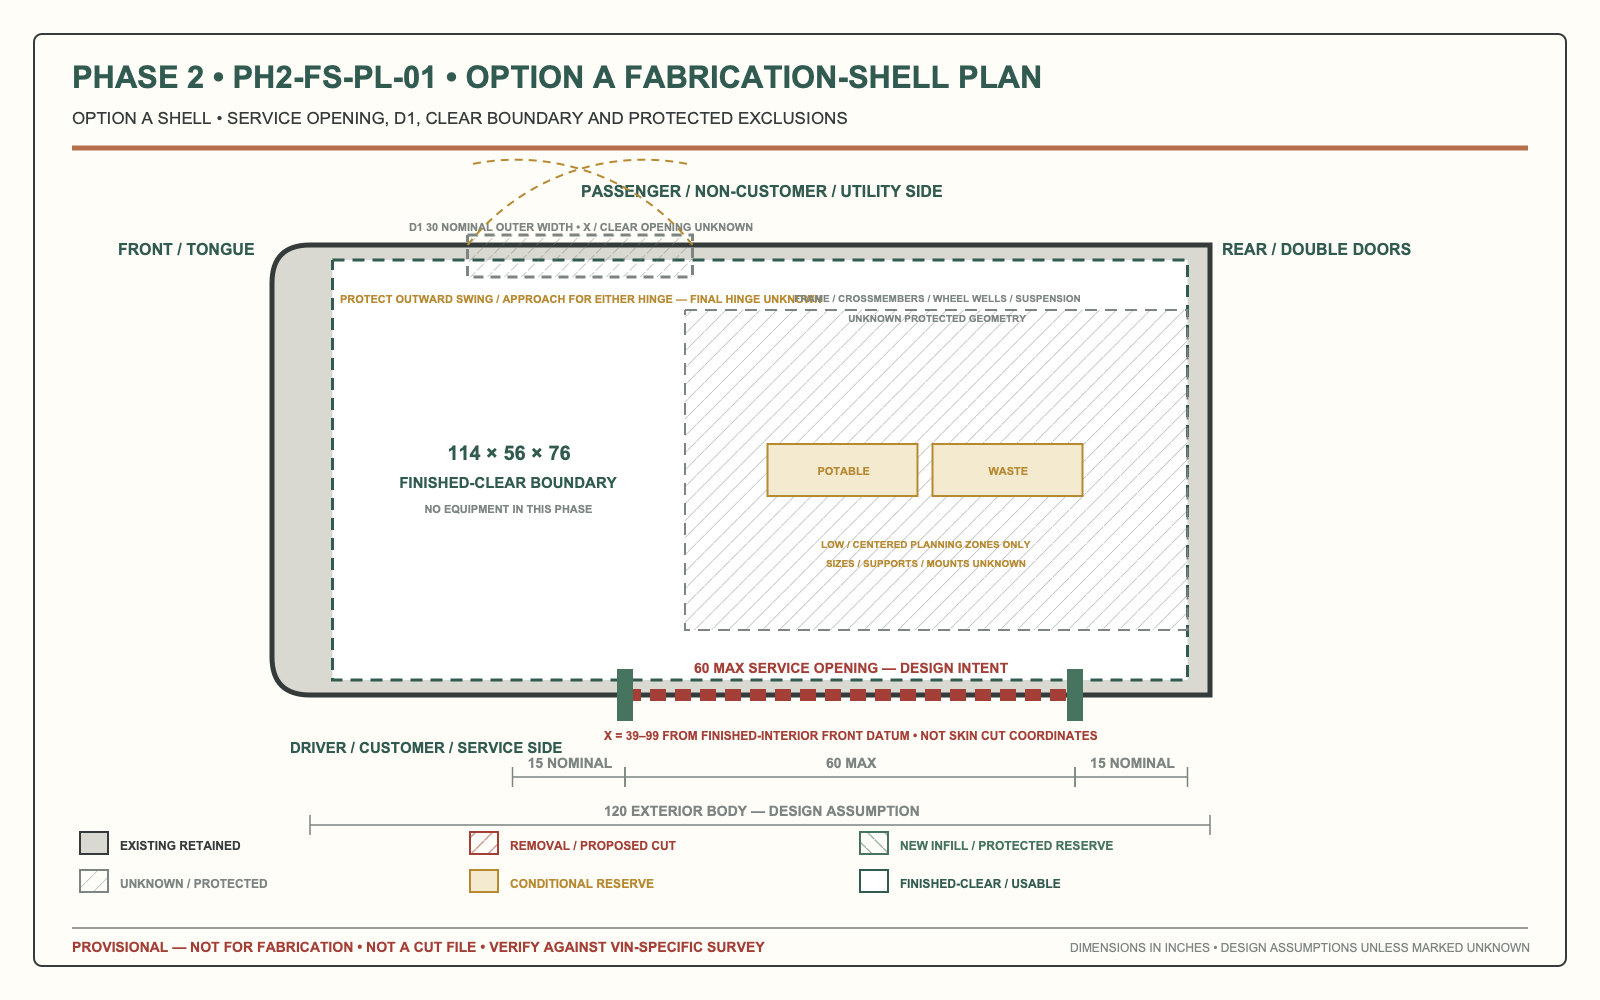 PHASE 2 • PH2-FS-PL-01 • OPTION A FABRICATION-SHELL PLAN
OPTION A SHELL • SERVICE OPENING, D1, CLEAR BOUNDARY AND PROTECTED EXCLUSIONS
PASSENGER / NON-CUSTOMER / UTILITY SIDE
D1 30 NOMINAL OUTER WIDTH • X / CLEAR OPENING UNKNOWN
FRONT / TONGUE
REAR / DOUBLE DOORS
PROTECT OUTWARD SWING / APPROACH FOR EITHER HINGE — FINAL HINGE UNKNOWN
FRAME / CROSSMEMBERS / WHEEL WELLS / SUSPENSION
UNKNOWN PROTECTED GEOMETRY
114 × 56 × 76
FINISHED-CLEAR BOUNDARY
NO EQUIPMENT IN THIS PHASE
POTABLE
WASTE
LOW / CENTERED PLANNING ZONES ONLY
SIZES / SUPPORTS / MOUNTS UNKNOWN
60 MAX SERVICE OPENING — DESIGN INTENT
X = 39–99 FROM FINISHED-INTERIOR FRONT DATUM • NOT SKIN CUT COORDINATES
DRIVER / CUSTOMER / SERVICE SIDE
15 NOMINAL
60 MAX
15 NOMINAL
120 EXTERIOR BODY — DESIGN ASSUMPTION
EXISTING RETAINED
REMOVAL / PROPOSED CUT
NEW INFILL / PROTECTED RESERVE
UNKNOWN / PROTECTED
CONDITIONAL RESERVE
FINISHED-CLEAR / USABLE
PROVISIONAL — NOT FOR FABRICATION • NOT A CUT FILE • VERIFY AGAINST VIN-SPECIFIC SURVEY
DIMENSIONS IN INCHES • DESIGN ASSUMPTIONS UNLESS MARKED UNKNOWN